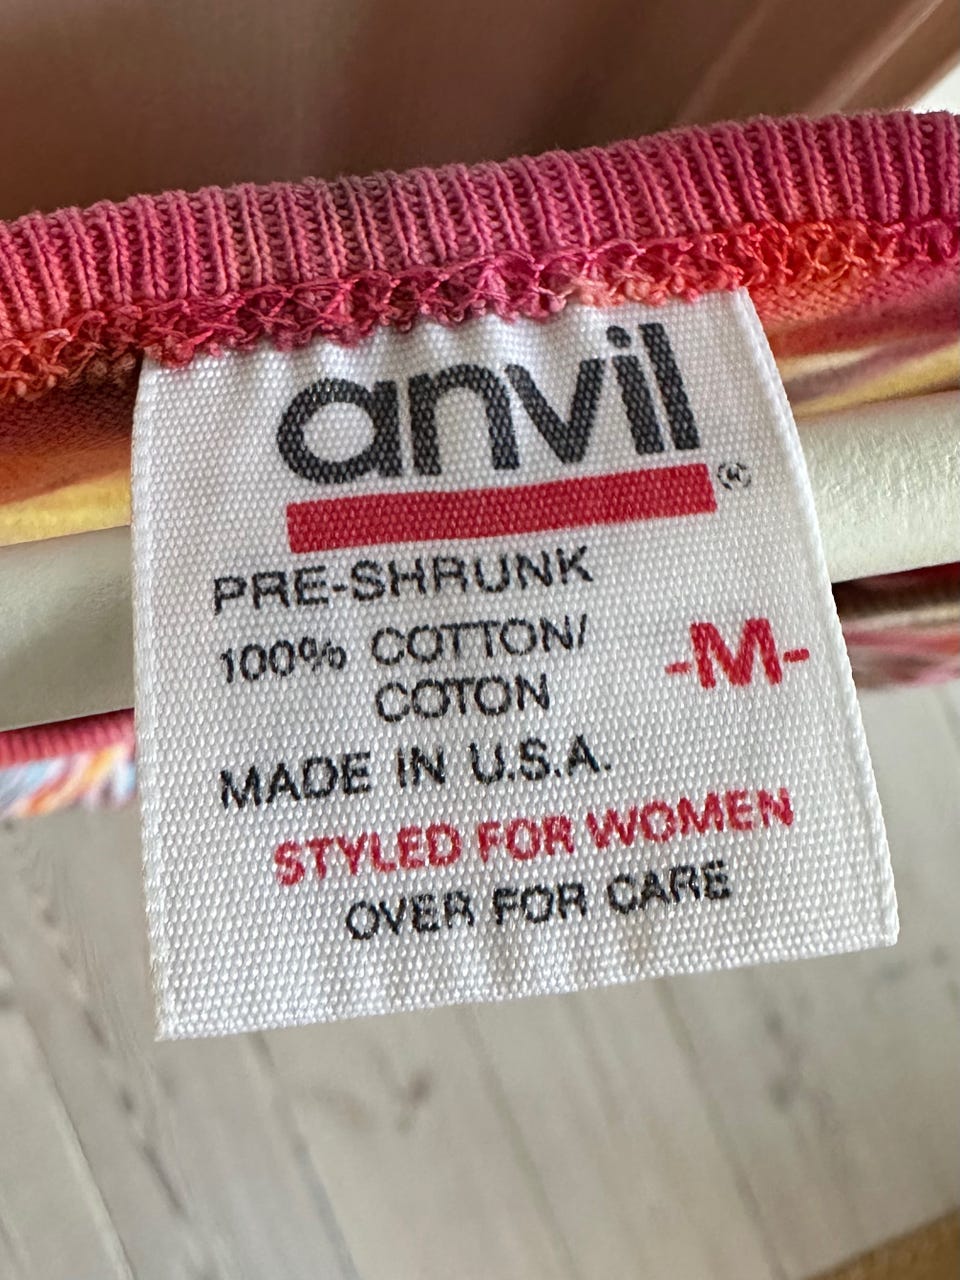 anvil®
PRE-SHRUNK
100% COTTON/
COTON
-M-
MADE IN U.S.A.
STYLED FOR WOMEN
OVER FOR CARE